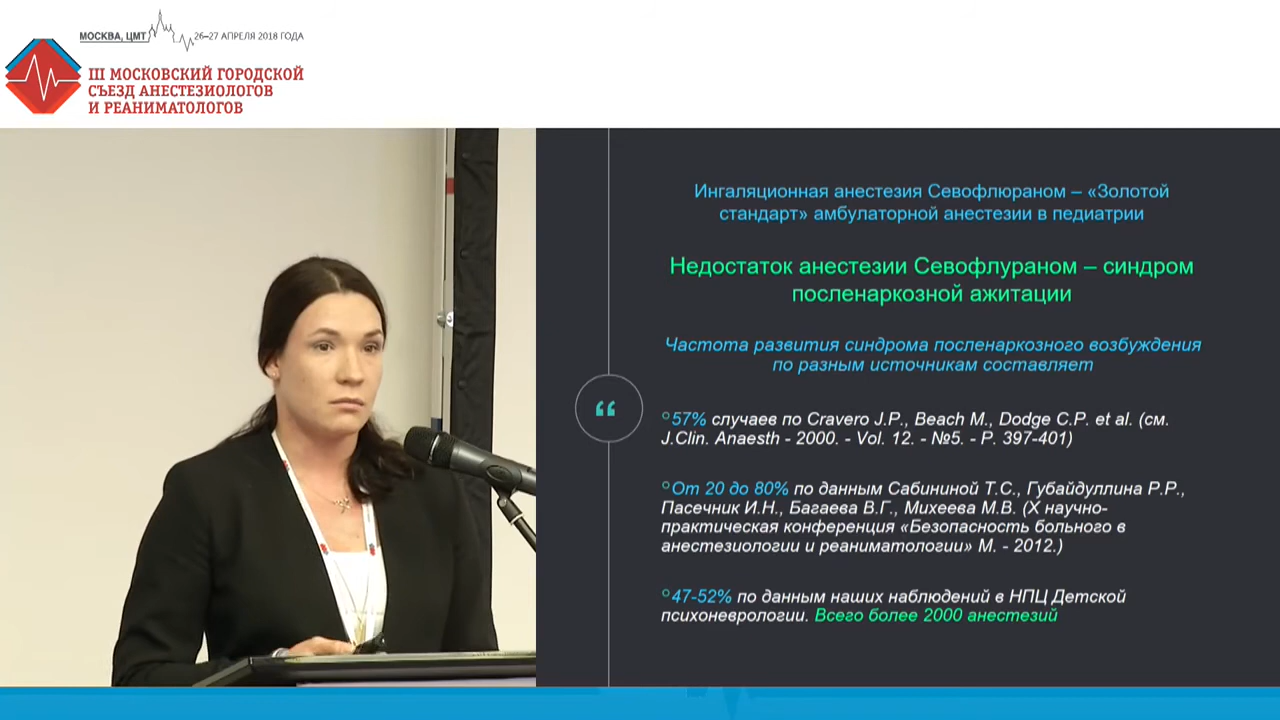 МОСКВА, ЦМТ 26–27 АПРЕЛЯ 2018 ГОДА
III МОСКОВСКИЙ ГОРОДСКОЙ
СЪЕЗД АНЕСТЕЗИОЛОГОВ
И РЕАНИМАТОЛОГОВ
Ингаляционная анестезия Севофлюраном – «Золотой
стандарт» амбулаторной анестезии в педиатрии
Недостаток анестезии Севофлураном – синдром
посленаркозной ажитации
Частота развития синдрома посленаркозного возбуждения
по разным источникам составляет
57% случаев по Cravero J.P., Beach M., Dodge C.P. et al. (см.
J.Clin. Anaesth - 2000. - Vol. 12. - №5. - P. 397-401)
От 20 до 80% по данным Сабининой Т.С., Губайдуллина Р.Р.,
Пасечник И.Н., Багаева В.Г., Михеева М.В. (X научно-
практическая конференция «Безопасность больного в
анестезиологии и реаниматологии» М. - 2012.)
47-52% по данным наших наблюдений в НПЦ Детской
психоневрологии. Всего более 2000 анестезий